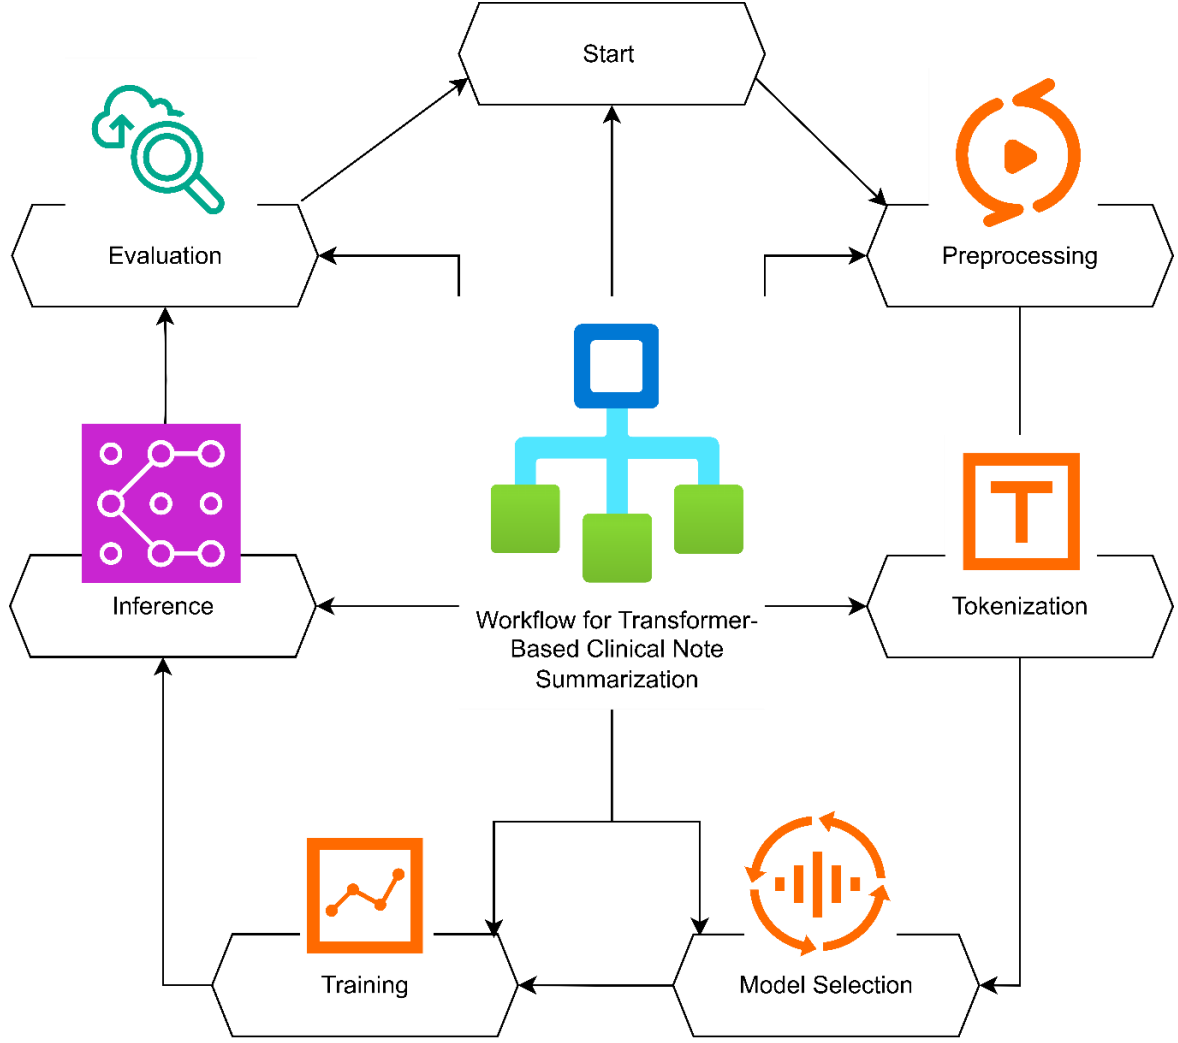 Start
Evaluation
Preprocessing
T
Inference
Workflow for Transformer-
Based Clinical Note
Summarization
Tokenization
Training
Model Selection